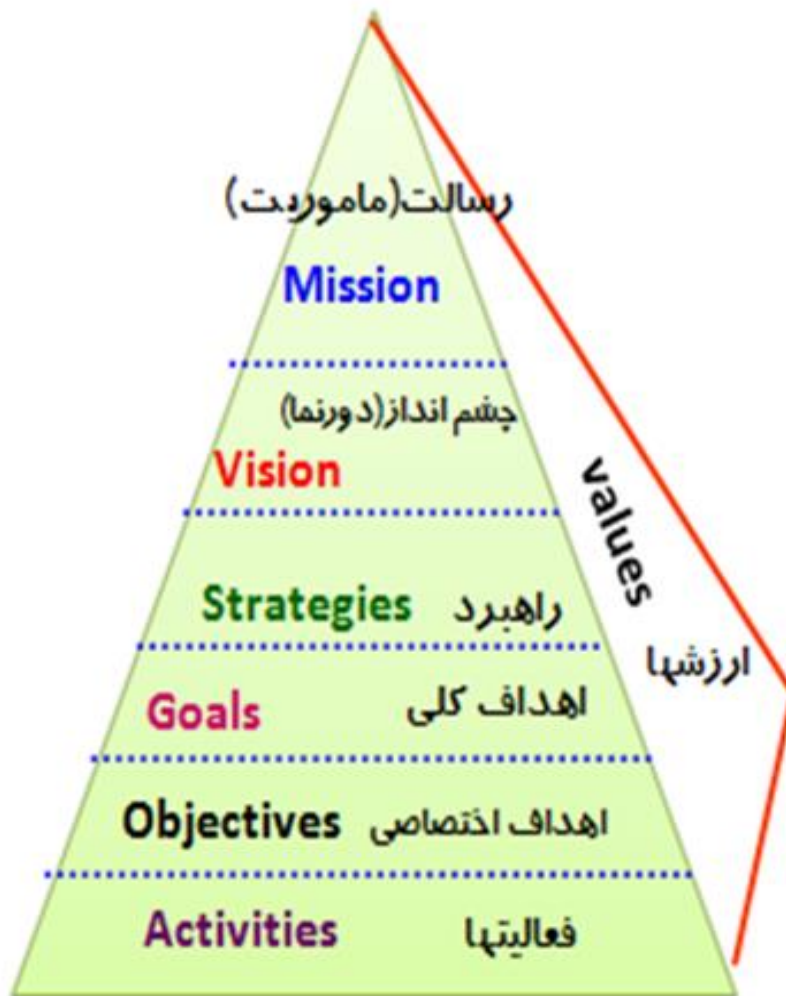 رسالت(ماموریت)
Mission
چشم انداز(دورنما)
Vision
values
Strategies راهبرد
ارزشها
Goals اهداف کلی
Objectives اهداف اختصاصی
Activities فعالیتها